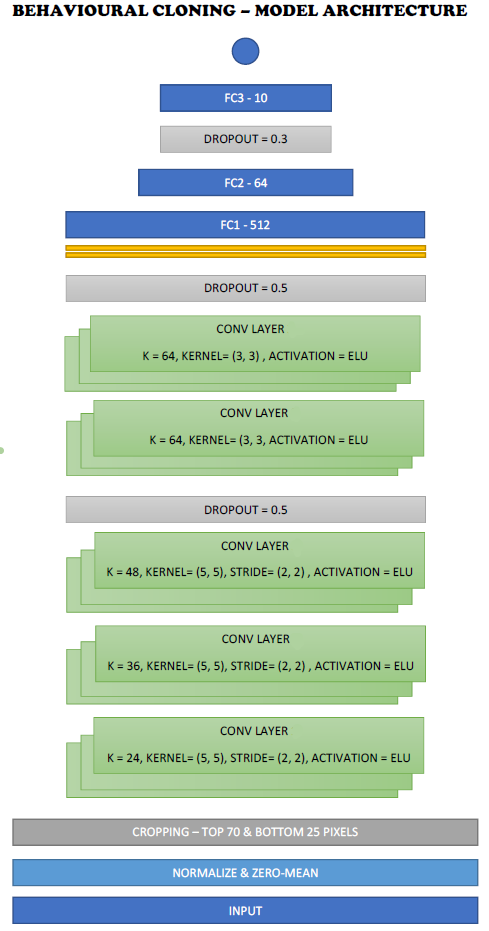 BEHAVIOURAL CLONING – MODEL ARCHITECTURE
FC3 - 10
DROPOUT = 0.3
FC2 - 64
FC1 - 512
DROPOUT = 0.5
CONV LAYER
K = 64, KERNEL= (3, 3) , ACTIVATION = ELU
CONV LAYER
K = 64, KERNEL= (3, 3, ACTIVATION = ELU
DROPOUT = 0.5
CONV LAYER
K = 48, KERNEL= (5, 5), STRIDE= (2, 2) , ACTIVATION = ELU
CONV LAYER
K = 36, KERNEL= (5, 5), STRIDE= (2, 2) , ACTIVATION = ELU
CONV LAYER
K = 24, KERNEL= (5, 5), STRIDE= (2, 2), ACTIVATION = ELU
CROPPING – TOP 70 & BOTTOM 25 PIXELS
NORMALIZE & ZERO-MEAN
INPUT